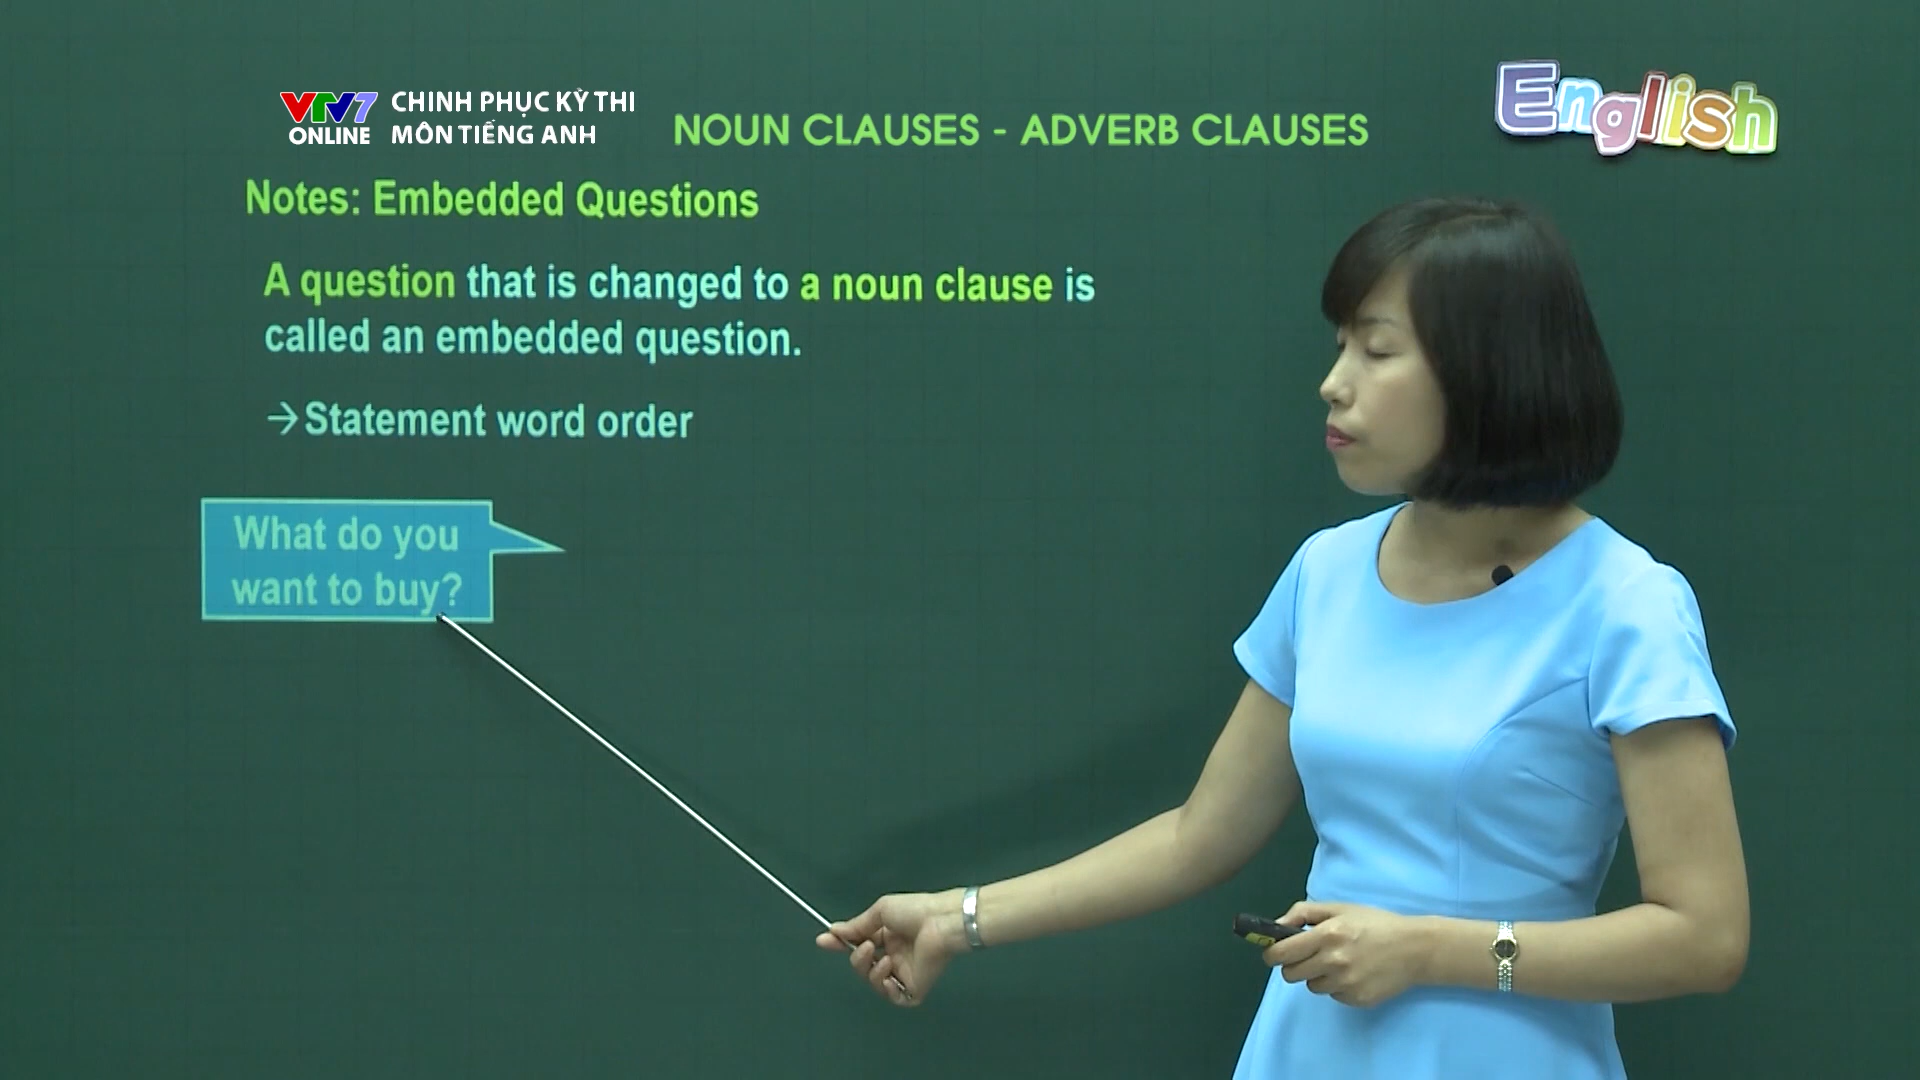 VTV7
ONLINE
CHINH PHỤC KỲ THI
MÔN TIẾNG ANH
NOUN CLAUSES - ADVERB CLAUSES
English
Notes: Embedded Questions
A question that is changed to a noun clause is
called an embedded question.
→Statement word order
What do you
want to buy?